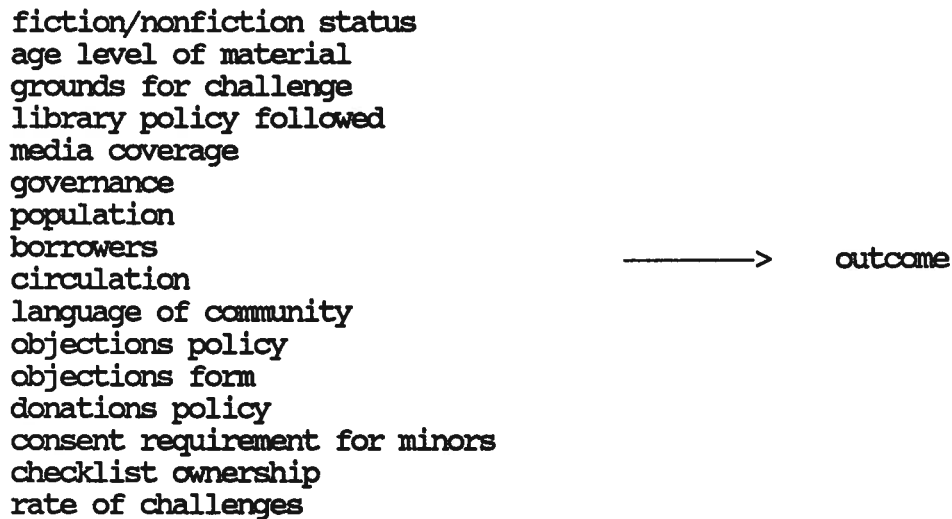 fiction/nonfiction status
age level of material
grounds for challenge
library policy followed
media coverage
governance
population
borrowers
circulation
language of community
objections policy
objections form
donations policy
consent requirement for minors
checklist ownership
rate of challenges
-------> outcome